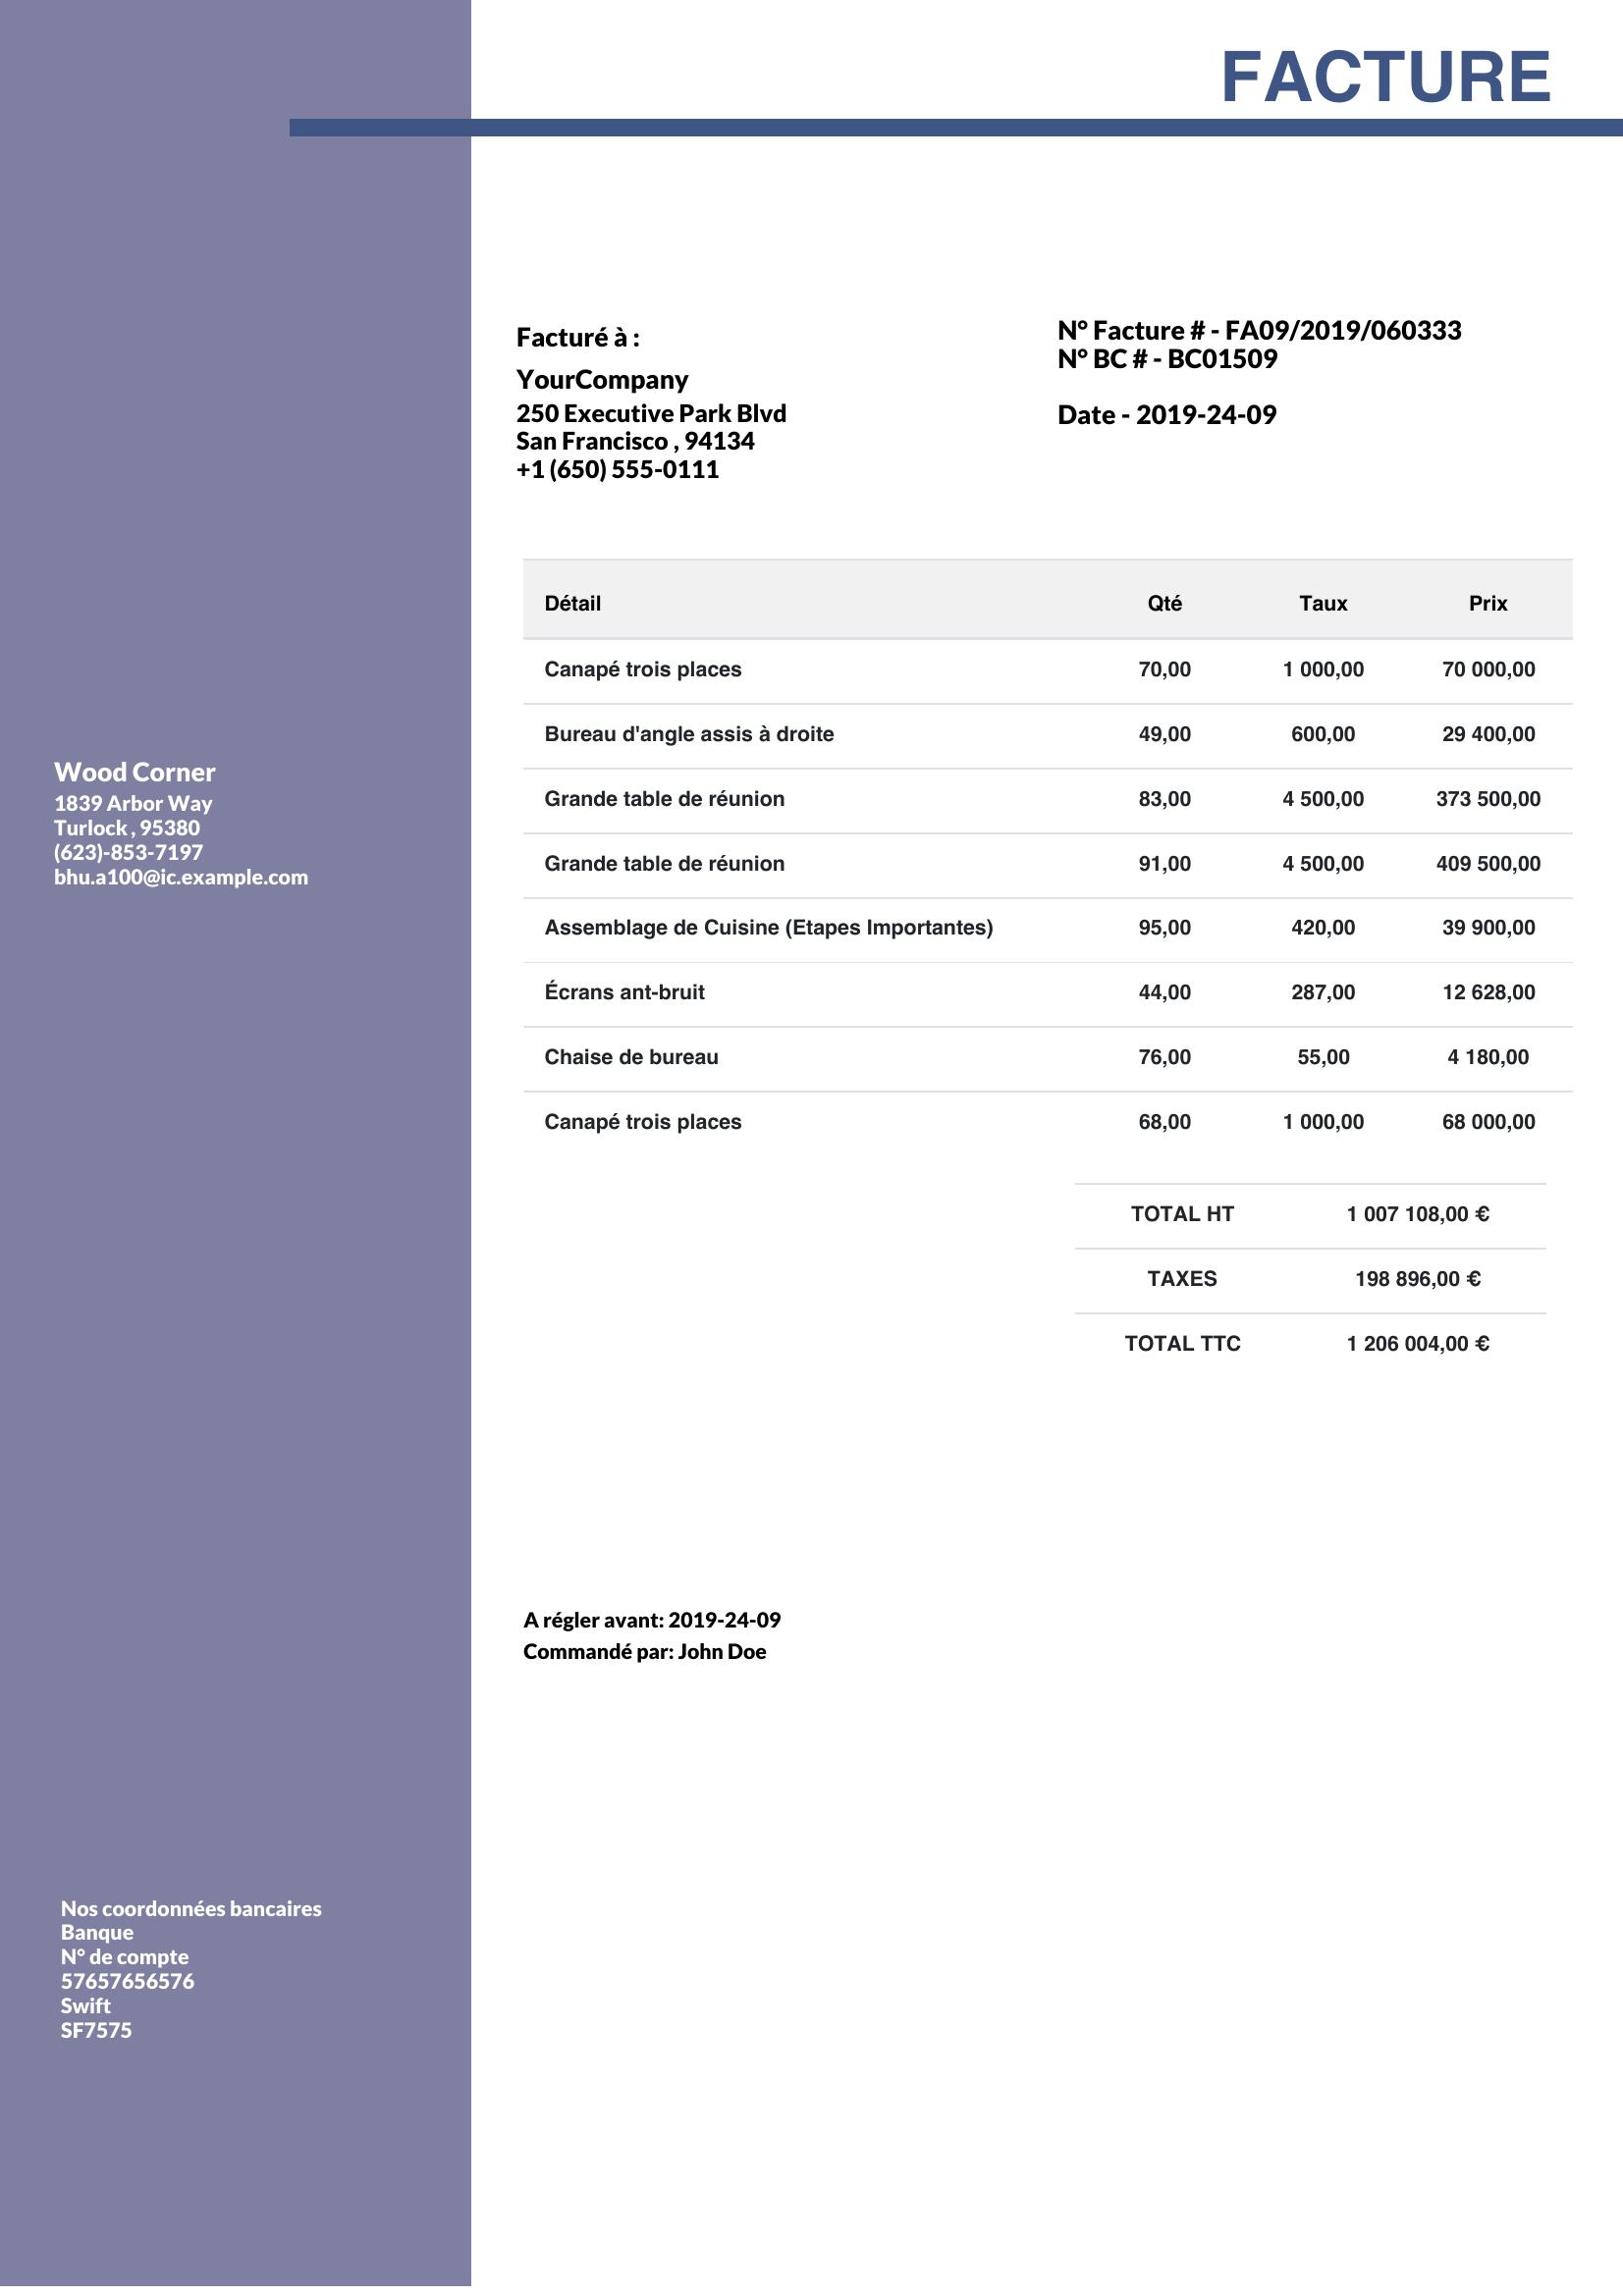 FACTURE
Facturé à :
YourCompany
250 Executive Park Blvd
San Francisco , 94134
+1 (650) 555-0111
N° Facture # - FA09/2019/060333
N° BC # - BC01509
Date - 2019-24-09
Détail Qté Taux Prix
Canapé trois places 70,00 1 000,00 70 000,00
Bureau d'angle assis à droite 49,00 600,00 29 400,00
Grande table de réunion 83,00 4 500,00 373 500,00
Grande table de réunion 91,00 4 500,00 409 500,00
Assemblage de Cuisine (Etapes Importantes) 95,00 420,00 39 900,00
Écrans ant-bruit 44,00 287,00 12 628,00
Chaise de bureau 76,00 55,00 4 180,00
Canapé trois places 68,00 1 000,00 68 000,00
TOTAL HT 1 007 108,00 €
TAXES 198 896,00 €
TOTAL TTC 1 206 004,00 €
A régler avant: 2019-24-09
Commandé par: John Doe
Wood Corner
1839 Arbor Way
Turlock , 95380
(623)-853-7197
bhu.a100@ic.example.com
Nos coordonnées bancaires
Banque
N° de compte
57657656576
Swift
SF7575